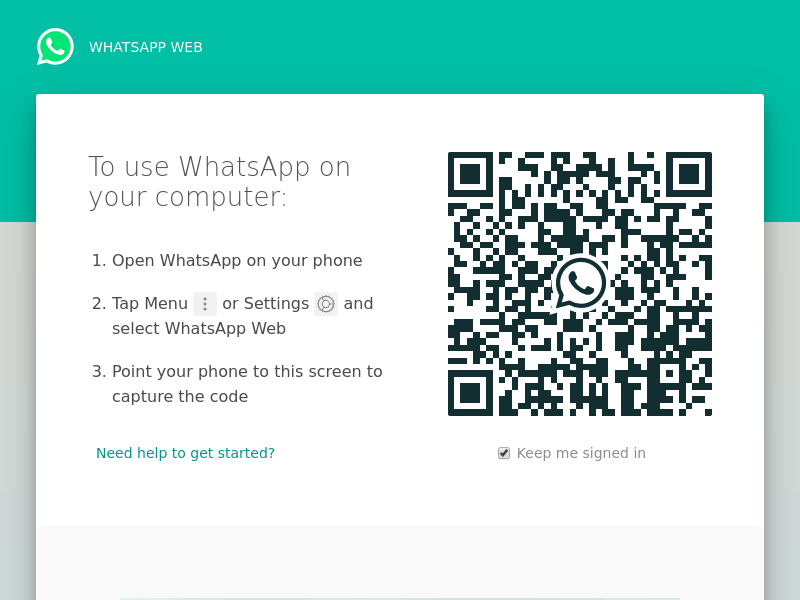 WHATSAPP WEB
To use WhatsApp on
your computer:
1. Open WhatsApp on your phone
2. Tap Menu or Settings and
select WhatsApp Web
3. Point your phone to this screen to
capture the code
Need help to get started?
Keep me signed in